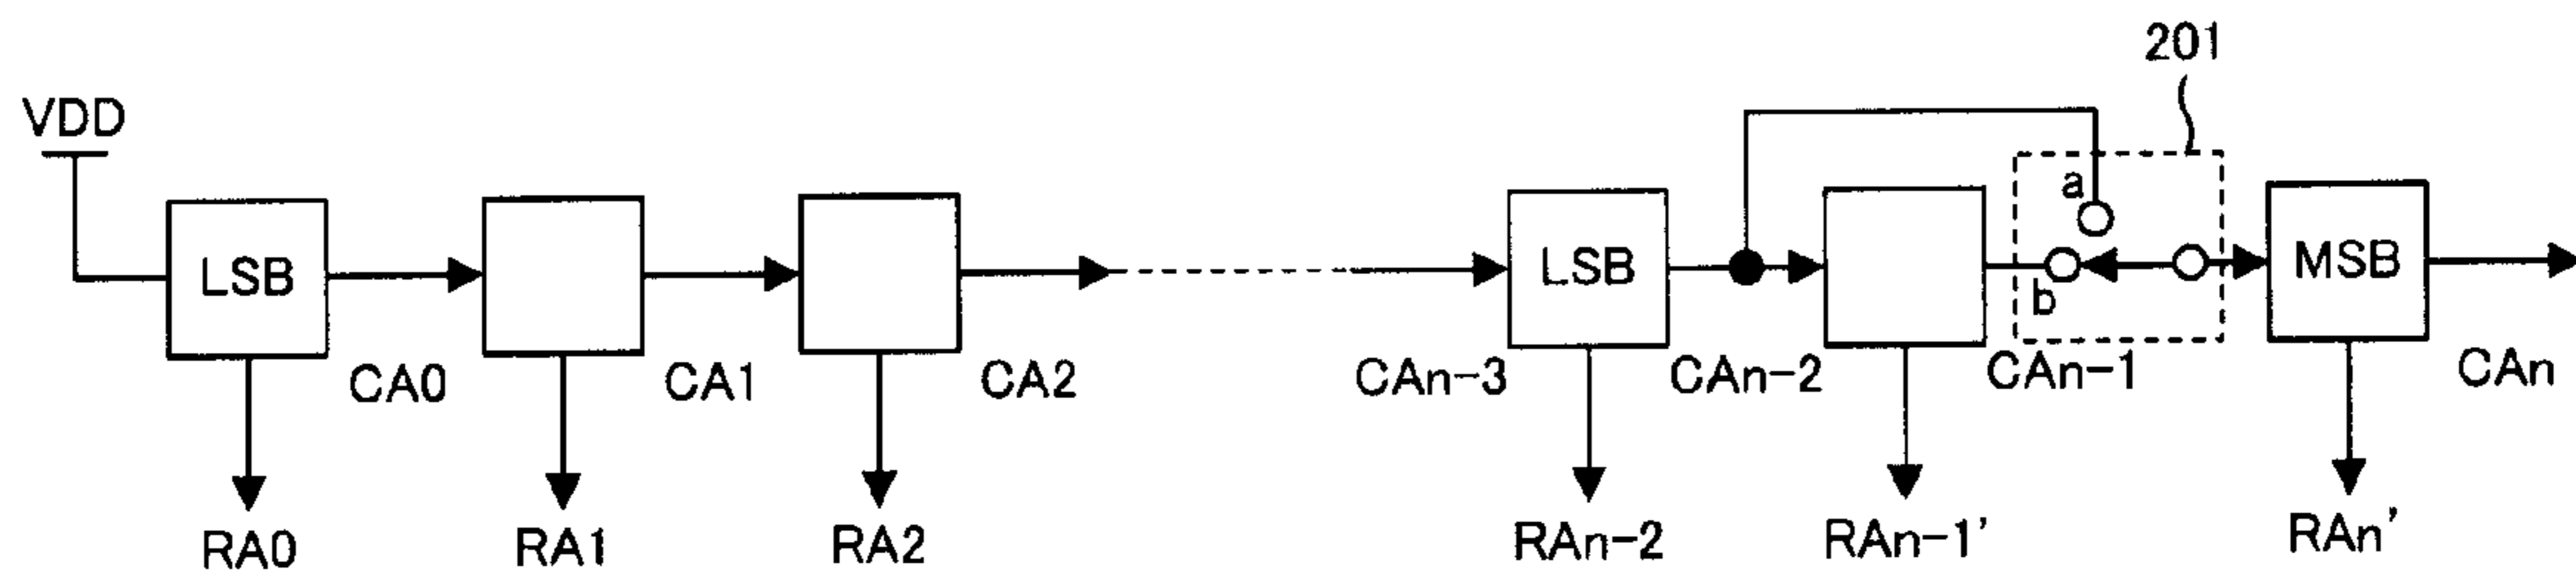 201
VDD
a
LSB
LSB
MSB
b
CA0
CA1
CA2
CAn-3
CAn-2
CAn-1
CAn
RA0
RA1
RA2
RAn-2
RAn-1'
RAn'